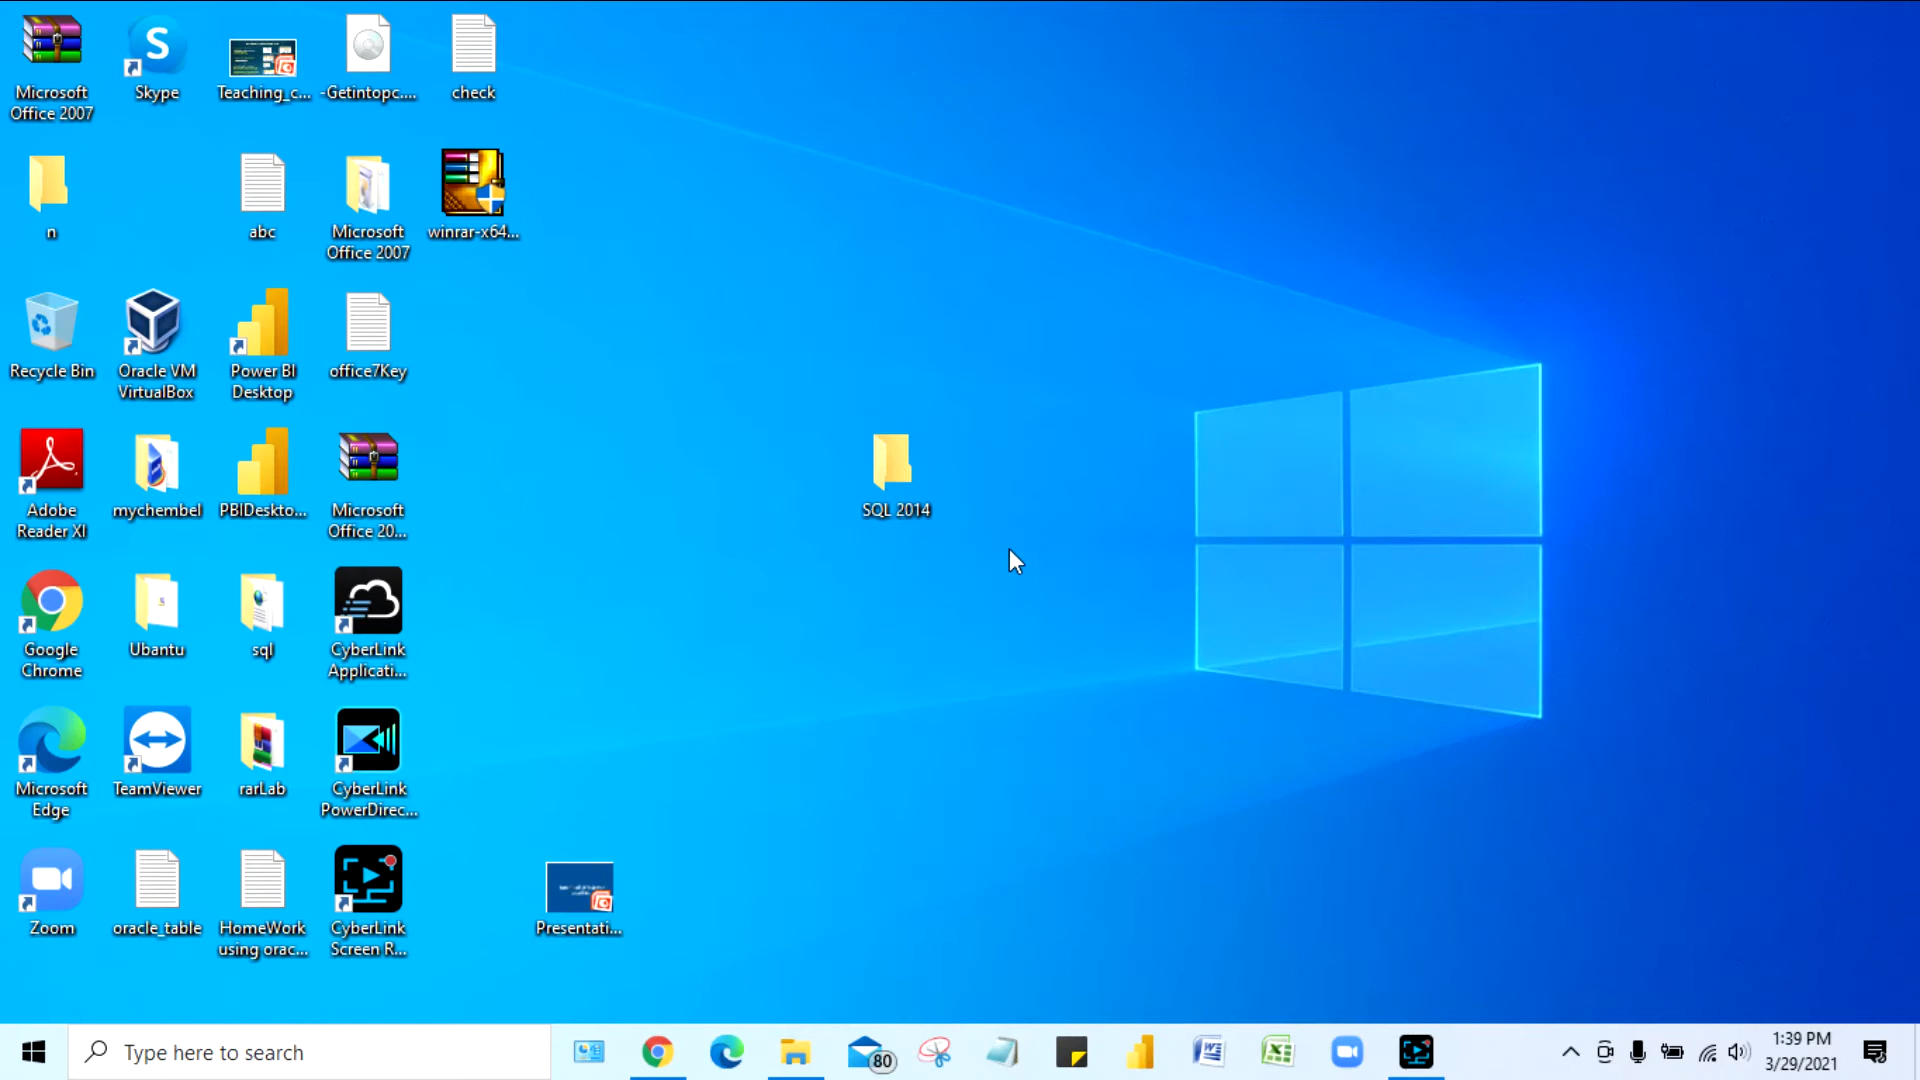 Microsoft
Office 2007
Skype
Teaching_c...
-Getintopc....
check
n
abc
Microsoft
Office 2007
winrar-x64...
Recycle Bin
Oracle VM
VirtualBox
Power BI
Desktop
office7Key
Adobe
Reader XI
mychembel
PBIDeskto...
Microsoft
Office 20...
SQL 2014
Google
Chrome
Ubantu
sql
CyberLink
Applicati...
Microsoft
Edge
TeamViewer
rarLab
CyberLink
PowerDirec...
Zoom
oracle_table
HomeWork
using orac...
CyberLink
Screen R...
Presentati...
Type here to search
80
1:39 PM
3/29/2021